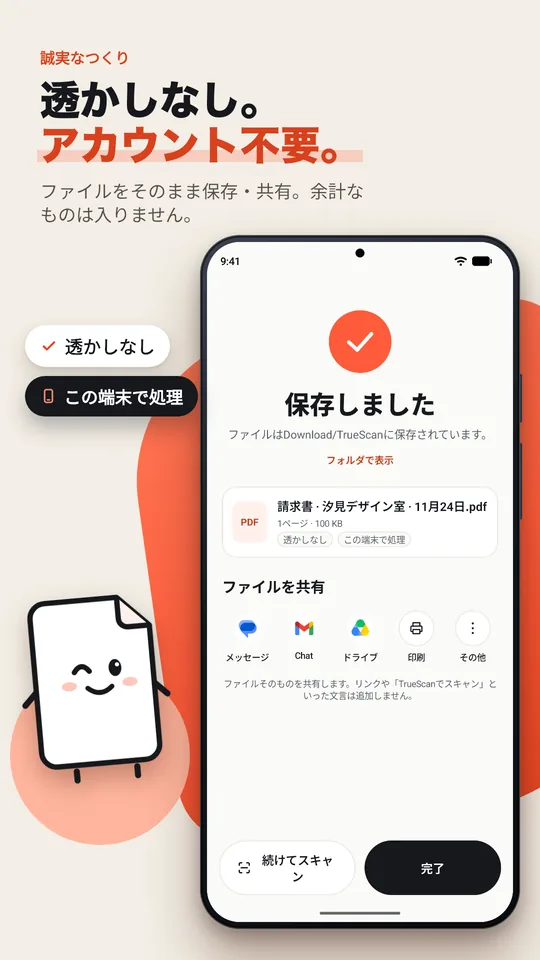 誠実なつくり
透かしなし。
アカウント不要。
ファイルをそのまま保存・共有。余計な
ものは入りません。
9:41
透かしなし
この端末で処理
保存しました
ファイルはDownload/TrueScanに保存されています。
フォルダで表示
PDF
請求書 · 汐見デザイン室 · 11月24日.pdf
1ページ · 100 KB
透かしなし
この端末で処理
ファイルを共有
メッセージ
Chat
ドライブ
印刷
その他
ファイルそのものを共有します。リンクや「TrueScanでスキャン」と
いった文言は追加しません。
続けてスキャ
ン
完了